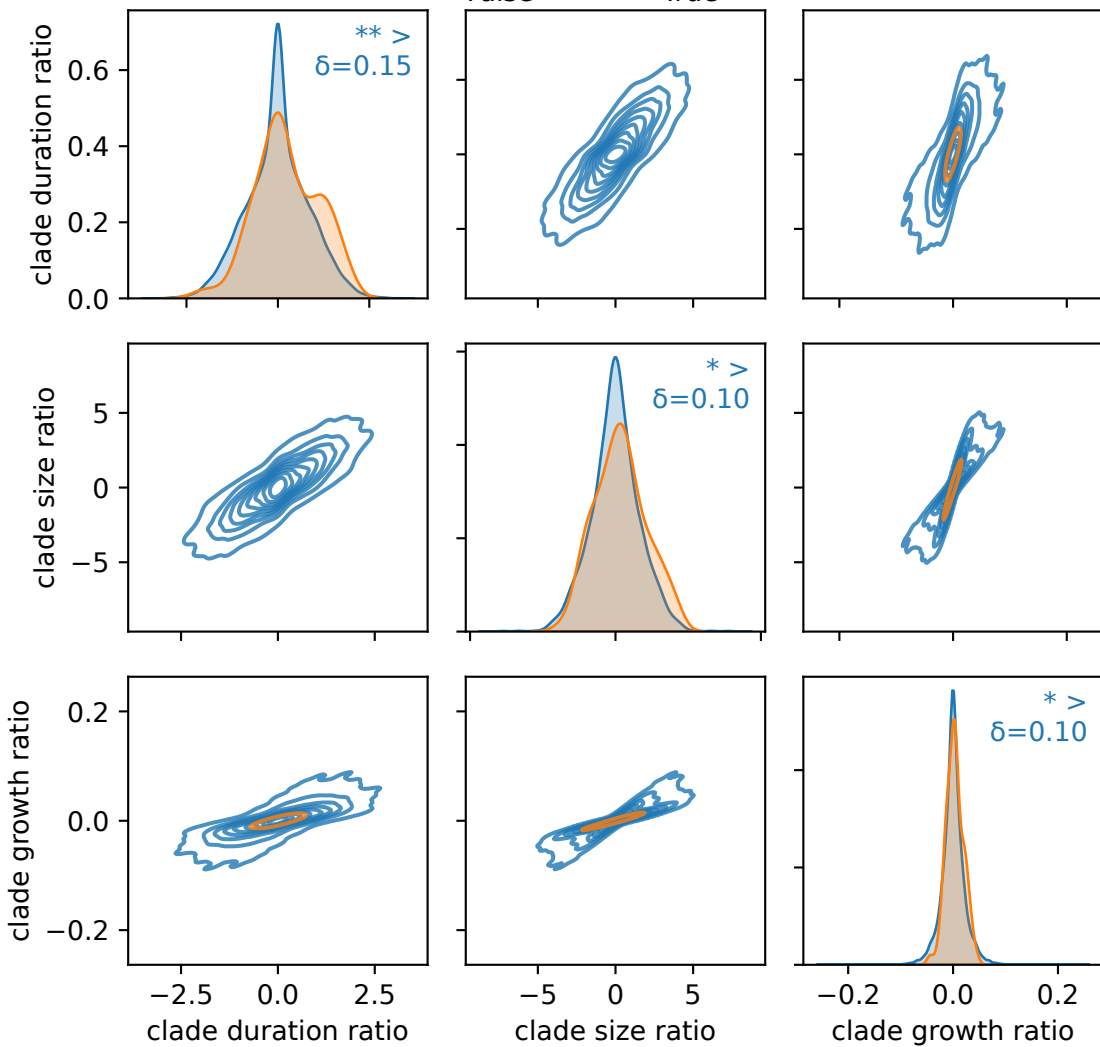 clade duration ratio
0.6
0.4
0.2
0.0
** >
δ=0.15
clade size ratio
5
0
−5
* >
δ=0.10
clade growth ratio
0.2
0.0
−0.2
* >
δ=0.10
−2.5 0.0 2.5
−5 0 5
−0.2 0.0 0.2
clade duration ratio
clade size ratio
clade growth ratio